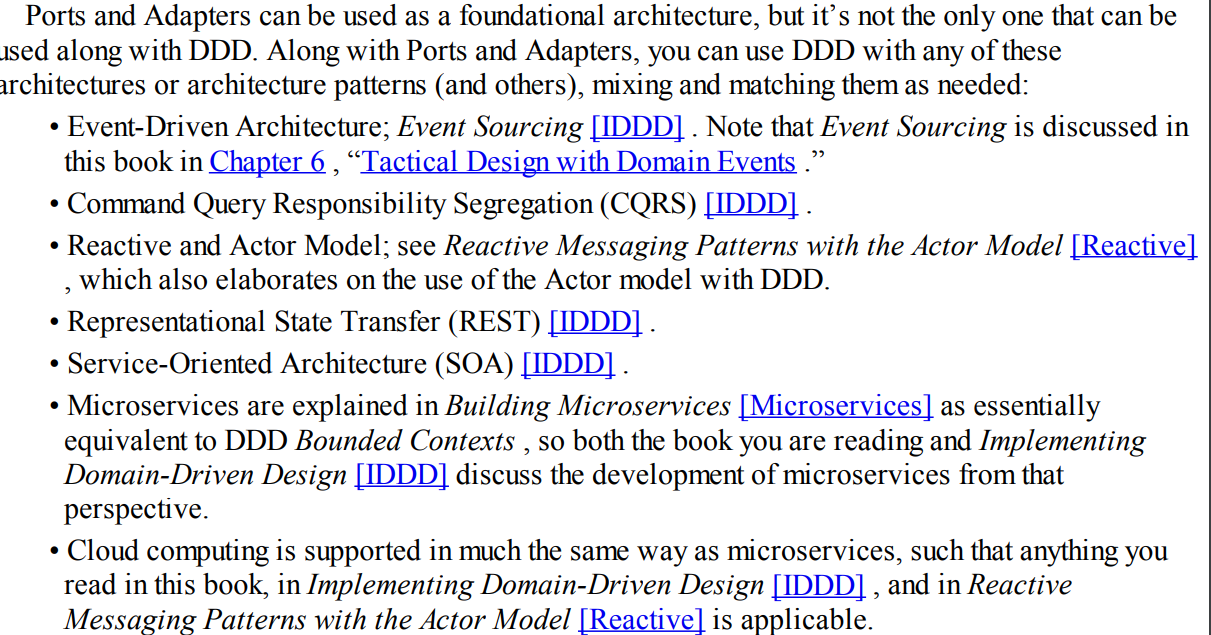 Ports and Adapters can be used as a foundational architecture, but it’s not the only one that can be
used along with DDD. Along with Ports and Adapters, you can use DDD with any of these
architectures or architecture patterns (and others), mixing and matching them as needed:
• Event-Driven Architecture; Event Sourcing [IDDD] . Note that Event Sourcing is discussed in
this book in Chapter 6 , “Tactical Design with Domain Events .”
• Command Query Responsibility Segregation (CQRS) [IDDD] .
• Reactive and Actor Model; see Reactive Messaging Patterns with the Actor Model [Reactive]
, which also elaborates on the use of the Actor model with DDD.
• Representational State Transfer (REST) [IDDD] .
• Service-Oriented Architecture (SOA) [IDDD] .
• Microservices are explained in Building Microservices [Microservices] as essentially
equivalent to DDD Bounded Contexts , so both the book you are reading and Implementing
Domain-Driven Design [IDDD] discuss the development of microservices from that
perspective.
• Cloud computing is supported in much the same way as microservices, such that anything you
read in this book, in Implementing Domain-Driven Design [IDDD] , and in Reactive
Messaging Patterns with the Actor Model [Reactive] is applicable.